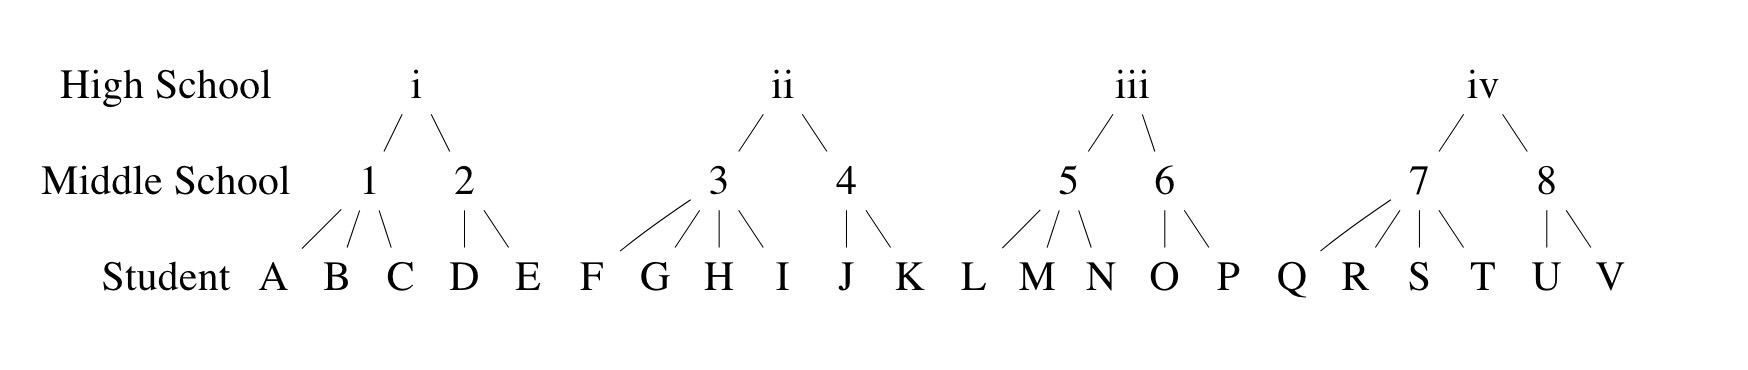 High School i ii iii iv
Middle School 1 2 3 4 5 6 7 8
Student A B C D E F G H I J K L M N O P Q R S T U V